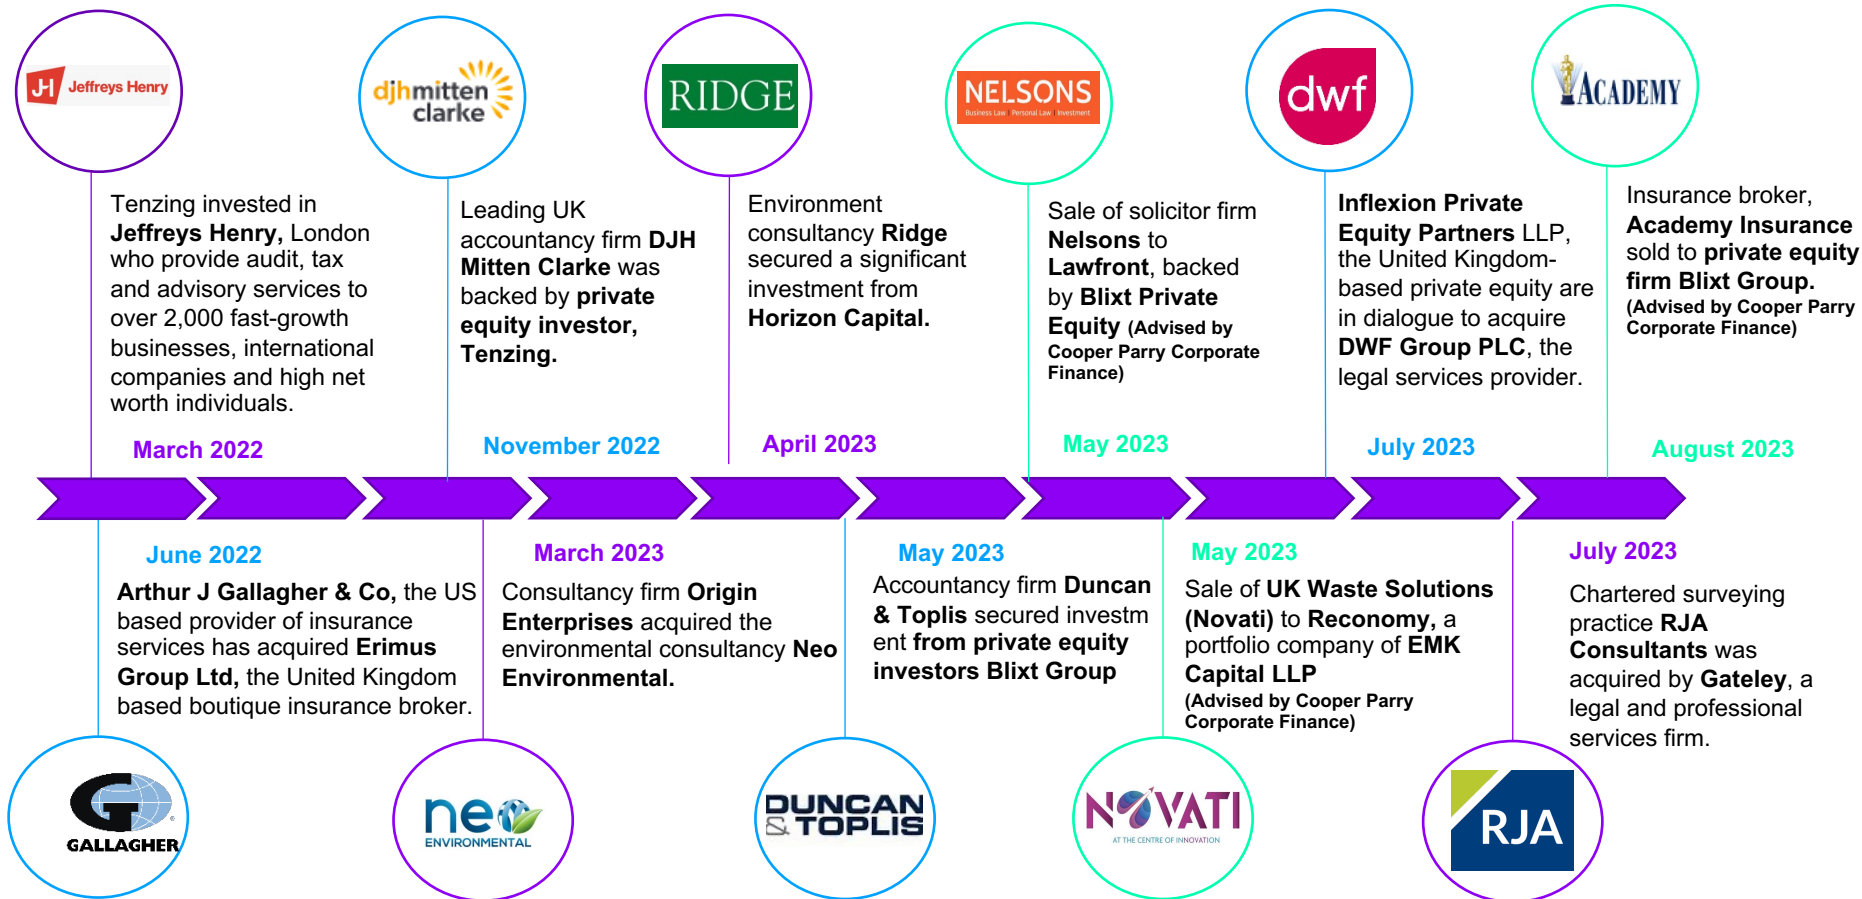 JH Jeffreys Henry
djhmitten
clarke
RIDGE
NELSONS
Business Law | Personal Law | Investment
dwf
ACADEMY
Tenzing invested in
Jeffreys Henry, London
who provide audit, tax
and advisory services to
over 2,000 fast-growth
businesses, international
companies and high net
worth individuals.
March 2022
Leading UK
accountancy firm DJH
Mitten Clarke was
backed by private
equity investor,
Tenzing.
November 2022
Environment
consultancy Ridge
secured a significant
investment from
Horizon Capital.
April 2023
Sale of solicitor firm
Nelsons to
Lawfront, backed
by Blixt Private
Equity (Advised by
Cooper Parry Corporate
Finance)
May 2023
Inflexion Private
Equity Partners LLP,
the United Kingdom-
based private equity are
in dialogue to acquire
DWF Group PLC, the
legal services provider.
July 2023
Insurance broker,
Academy Insurance
sold to private equity
firm Blixt Group.
(Advised by Cooper Parry
Corporate Finance)
August 2023
June 2022
Arthur J Gallagher & Co, the US
based provider of insurance
services has acquired Erimus
Group Ltd, the United Kingdom
based boutique insurance broker.
March 2023
Consultancy firm Origin
Enterprises acquired the
environmental consultancy Neo
Environmental.
May 2023
Accountancy firm Duncan
& Toplis secured investm
ent from private equity
investors Blixt Group
May 2023
Sale of UK Waste Solutions
(Novati) to Reconomy, a
portfolio company of EMK
Capital LLP
(Advised by Cooper Parry
Corporate Finance)
July 2023
Chartered surveying
practice RJA
Consultants was
acquired by Gateley, a
legal and professional
services firm.
G
GALLAGHER
neo
ENVIRONMENTAL
DUNCAN
& TOPLIS
NOVATI
AT THE CENTRE OF INNOVATION
RJA